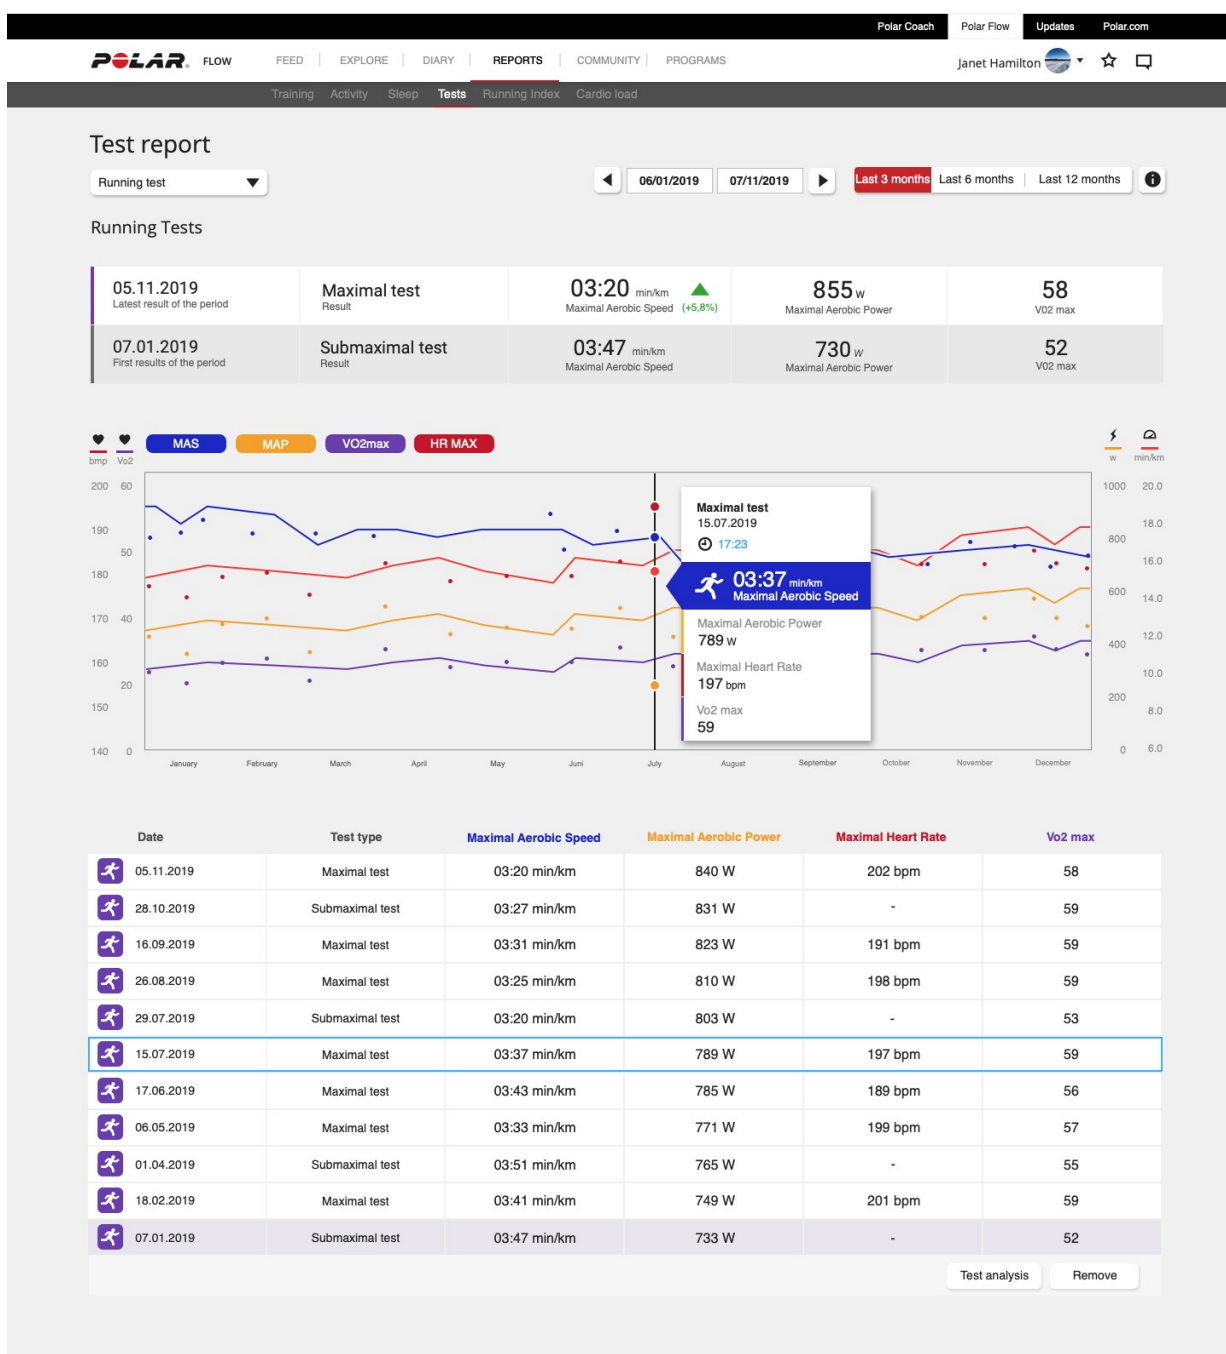 Polar Coach Polar Flow Updates Polar.com
POLAR. FLOW FEED EXPLORE DIARY REPORTS COMMUNITY PROGRAMS Janet Hamilton
Training Activity Sleep Tests Running Index Cardio load
Test report
Running test 06/01/2019 07/11/2019 Last 3 months Last 6 months Last 12 months
Running Tests
05.11.2019 Maximal test 03:20 min/km 855 w 58
Latest result of the period Result Maximal Aerobic Speed (+5,8%) Maximal Aerobic Power V02 max
07.01.2019 Submaximal test 03:47 min/km 730 w 52
First results of the period Result Maximal Aerobic Speed Maximal Aerobic Power V02 max
MAS MAP VO2max HR MAX
bmp Vo2 w min/km
200 60 1000 20.0
190 18.0
50 800
180 16.0
600
170 40 14.0
400 12.0
160 10.0
20 200
150 8.0
140 0 0 6.0
Maximal test
15.07.2019
17:23
03:37 min/km
Maximal Aerobic Speed
Maximal Aerobic Power
789 w
Maximal Heart Rate
197 bpm
Vo2 max
59
January February March April May Juni July August September October November December
Date Test type Maximal Aerobic Speed Maximal Aerobic Power Maximal Heart Rate Vo2 max
05.11.2019 Maximal test 03:20 min/km 840 W 202 bpm 58
28.10.2019 Submaximal test 03:27 min/km 831 W - 59
16.09.2019 Maximal test 03:31 min/km 823 W 191 bpm 59
26.08.2019 Maximal test 03:25 min/km 810 W 198 bpm 59
29.07.2019 Submaximal test 03:20 min/km 803 W - 53
15.07.2019 Maximal test 03:37 min/km 789 W 197 bpm 59
17.06.2019 Maximal test 03:43 min/km 785 W 189 bpm 56
06.05.2019 Maximal test 03:33 min/km 771 W 199 bpm 57
01.04.2019 Submaximal test 03:51 min/km 765 W - 55
18.02.2019 Maximal test 03:41 min/km 749 W 201 bpm 59
07.01.2019 Submaximal test 03:47 min/km 733 W - 52
Test analysis Remove